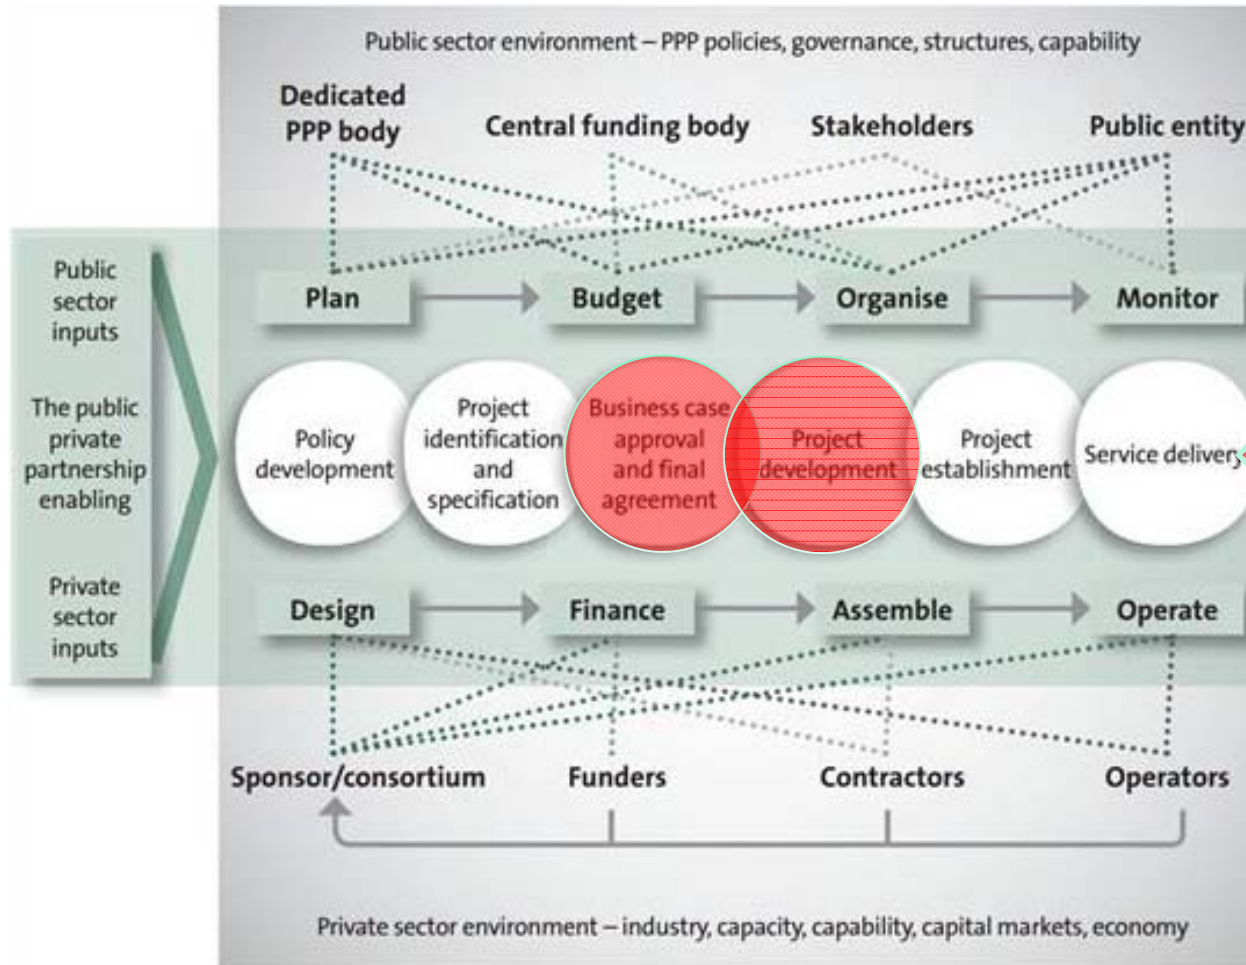 Public sector environment – PPP policies, governance, structures, capability
Dedicated
PPP body
Central funding body
Stakeholders
Public entity
Public
sector
inputs
Plan
Budget
Organise
Monitor
The public
private
partnership
enabling
Policy
development
Project
identification
and
specification
Business case
approval
and final
agreement
Project
development
Project
establishment
Service delivery
Private
sector
inputs
Design
Finance
Assemble
Operate
Sponsor/consortium
Funders
Contractors
Operators
Private sector environment – industry, capacity, capability, capital markets, economy